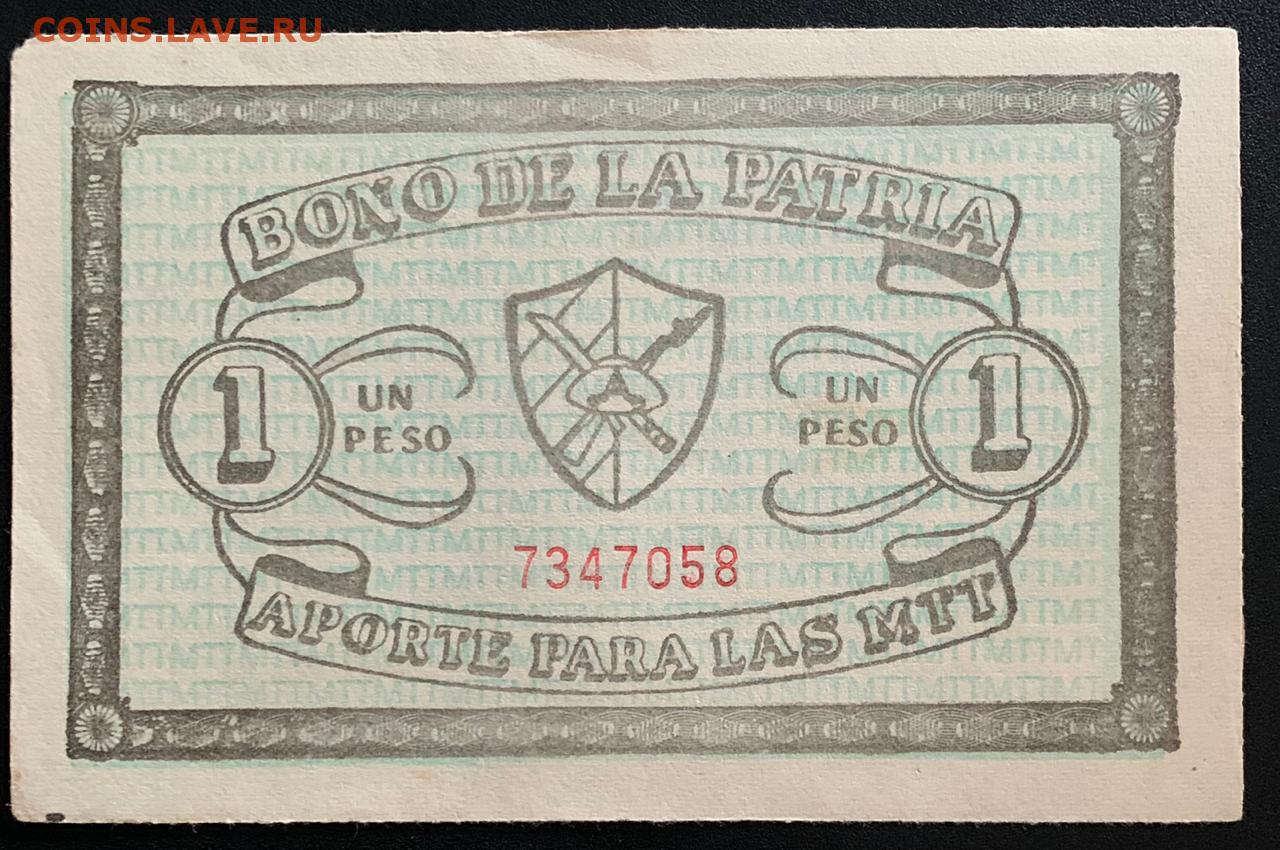 COINS.LAVE.RU
BONO DE LA PATRIA
1 UN PESO
UN PESO 1
7347058
APORTE PARA LAS MTT